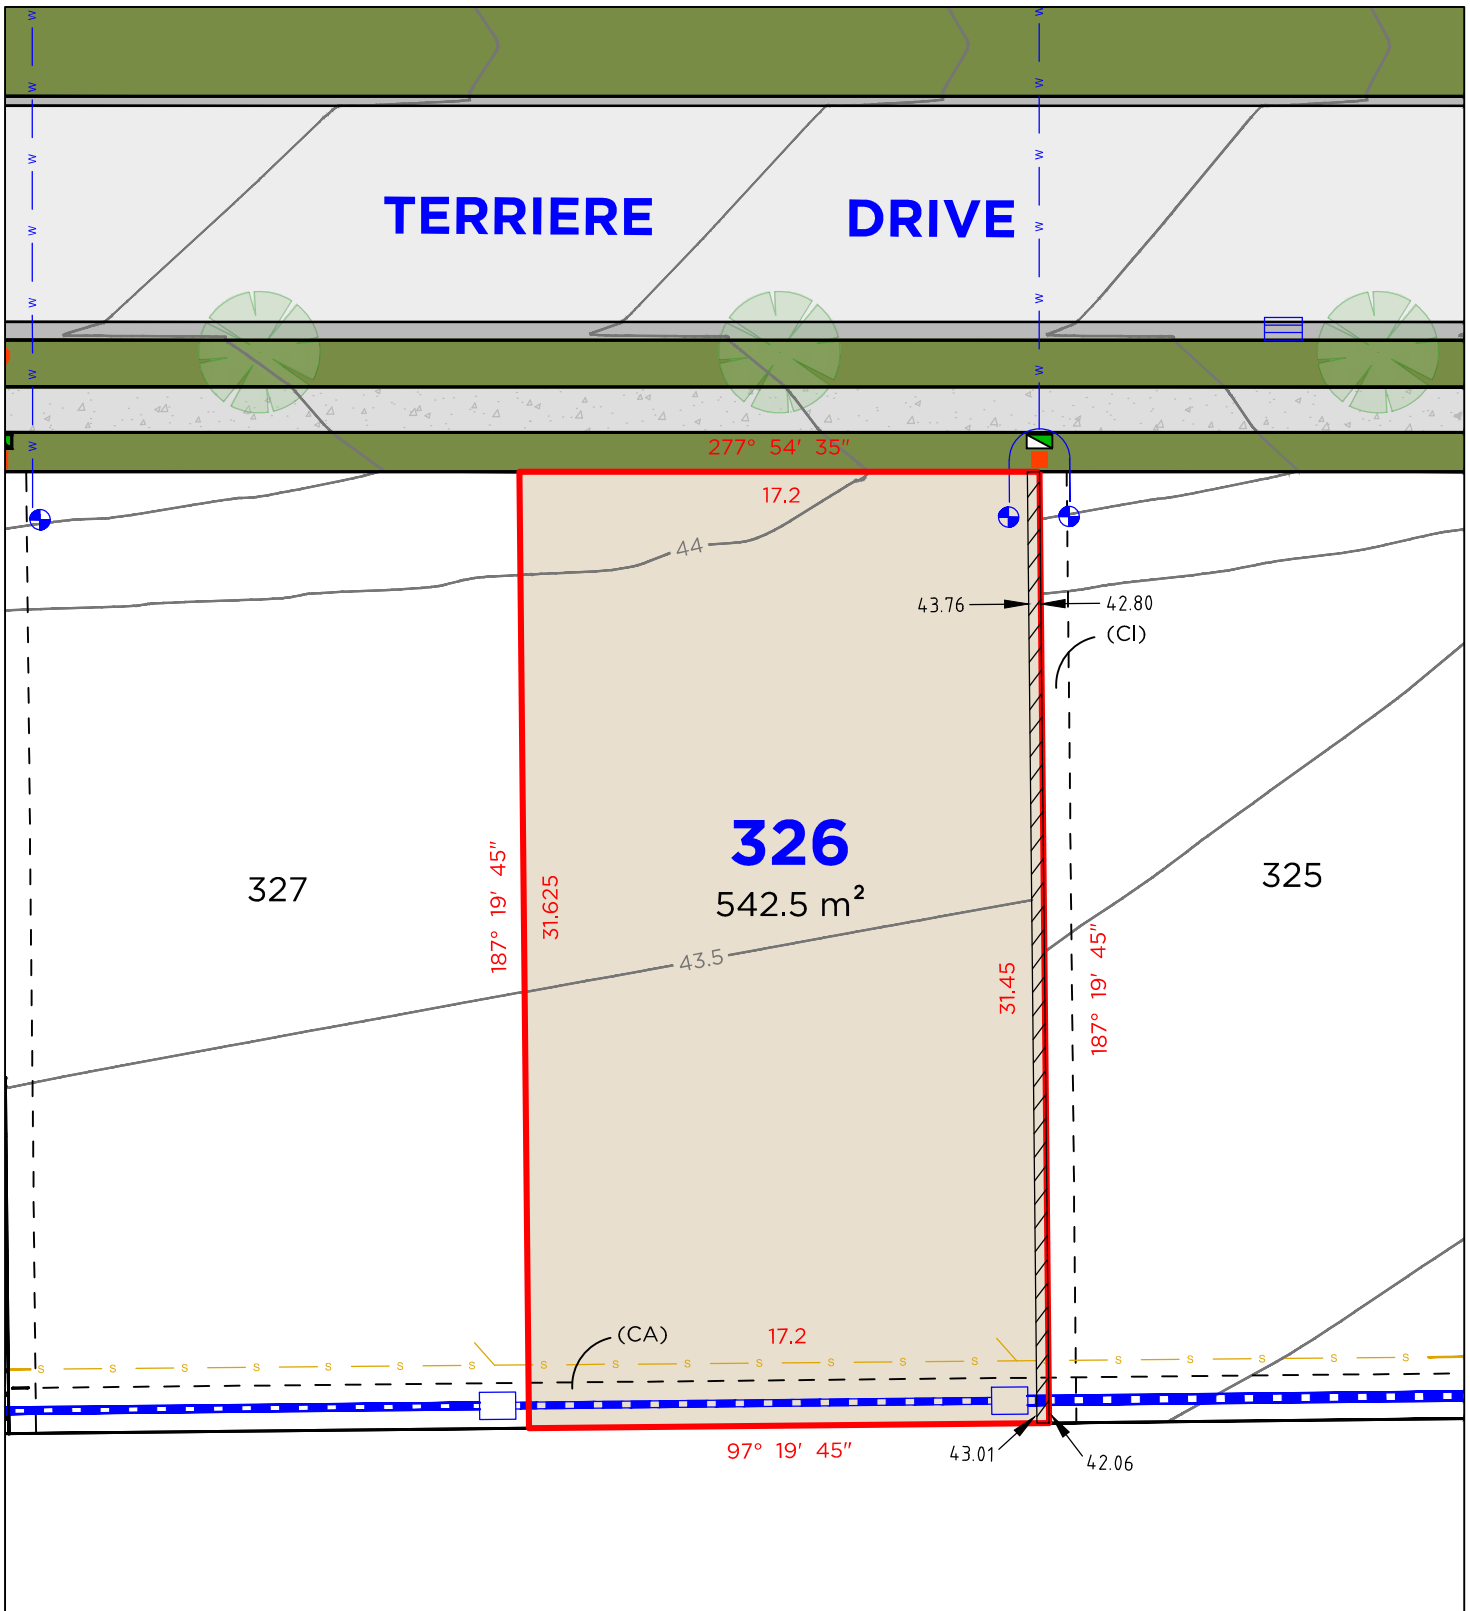 W W
W W
W W
TERRIERE DRIVE
W W
W W
W W
W
277° 54' 35"
17.2
44
43.76 42.80
(CI)
326
542.5 m²
327
325
187° 19' 45"
31.625
43.5
31.45
187° 19' 45"
(CA)
17.2
S S S S S S S S S S S S S S S S S
97° 19' 45"
43.01
42.06